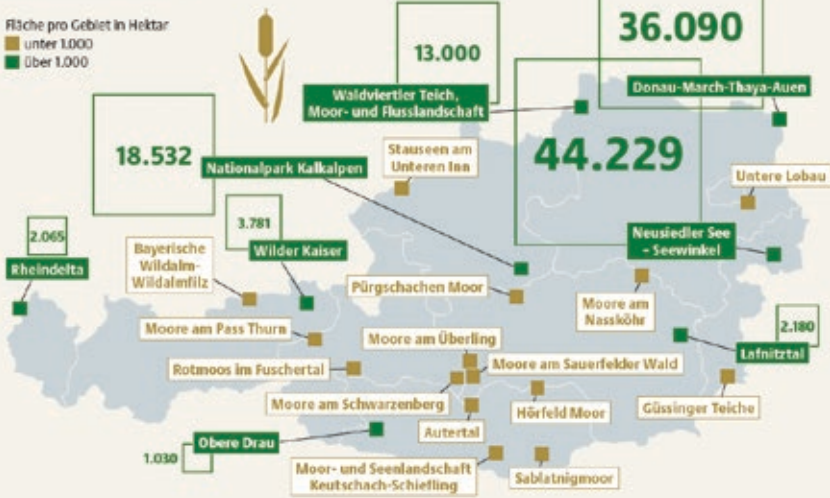 Fläche pro Gebiet in Hektar
unter 1.000
über 1.000
13.000
36.090
Waldviertler Teich,
Moor- und Flusslandschaft
Donau-March-Thaya-Auen
18.532
Nationalpark Kalkalpen
Stauseen am
Unteren Inn
44.229
Untere Lobau
2.065
Rheindelta
3.781
Wilder Kaiser
Bayerische
Wildalm-
Wildalmfilz
Neusiedler See
– Seewinkel
Pürgschachen Moor
Moore am
Nassköhr
Moore am Pass Thurn
Moore am Überling
2.180
Lafnitztal
Rotmoos im Fuschertal
Moore am Sauerfelder Wald
Moore am Schwarzenberg
Hörfeld Moor
Güssinger Teiche
Autertal
1.030
Obere Drau
Moor- und Seenlandschaft
Keutschach-Schiefling
Sablatnigmoor